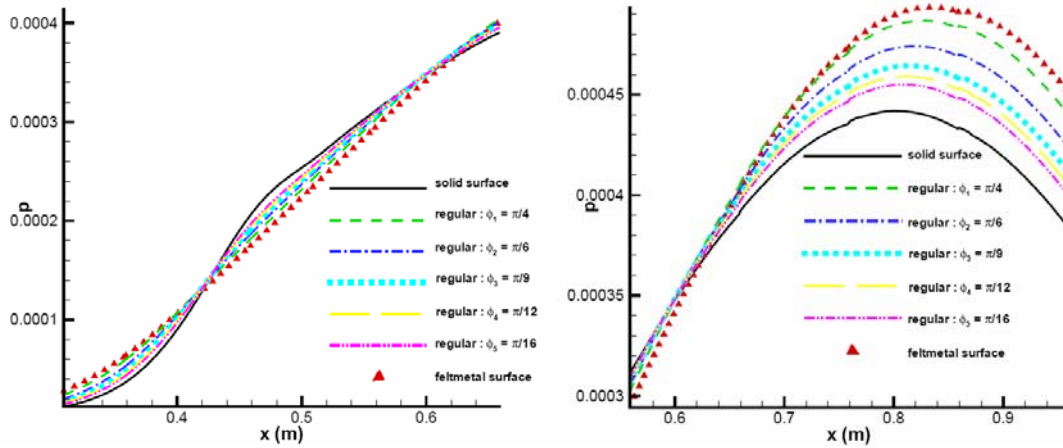 0.0004
0.0003
p
0.0002
0.0001
0.4
0.5
0.6
x (m)
solid surface
regular : ϕ₁ = π/4
regular : ϕ₂ = π/6
regular : ϕ₃ = π/9
regular : ϕ₄ = π/12
regular : ϕ₅ = π/16
feltmetal surface
0.00045
0.0004
p
0.00035
0.0003
0.6
0.7
0.8
0.9
x (m)
solid surface
regular : ϕ₁ = π/4
regular : ϕ₂ = π/6
regular : ϕ₃ = π/9
regular : ϕ₄ = π/12
regular : ϕ₅ = π/16
feltmetal surface